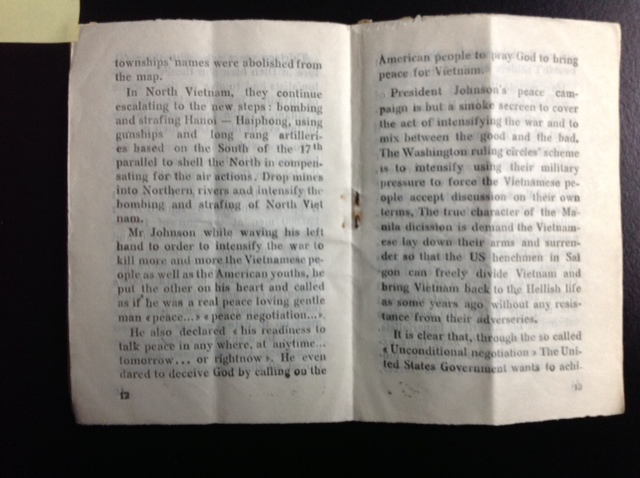 townships' names were abolished from
the map.
In North Vietnam, they continue
escalating to the new steps : bombing
and strafing Hanoi — Haiphong, using
gunships and long rang artilleri-
es based on the South of the 17th
parallel to shell the North in compen-
sating for the air actions. Drop mines
into Northern rivers and intensify the
bombing and strafing of North Viet
nam.
Mr Johnson while waving his left
hand to order to intensify the war to
kill more and more the Vietnamese pe-
ople as well as the American youths, he
put the other on his heart and called
as if he was a real peace loving gentle
man « peace...» « peace negotiation...».
He also declared « his readiness to
talk peace in any where, at anytime...
tomorrow... or rightnow ». He even
dared to deceive God by calling on the
12
American people to pray God to bring
peace for Vietnam.
President Johnson's peace cam-
paign is but a smoke secreen to cover
the act of intensifying the war and to
mix between the good and the bad.
The Washington ruling circles' scheme
is to intensify using their military
pressure to force the Vietnamese pe-
ople accept discussion on their own
terms. The true character of the Ma-
nila dicission is demand the Vietnam-
ese lay down their arms and surren-
der so that the US henchmen in Sai
gon can freely divide Vietnam and
bring Vietnam back to the Hellish life
as some years ago without any resis-
tance from their adverseries.
It is clear that, through the so called
« Unconditional negotiation » The Uni-
ted States Government wants to achi-
13